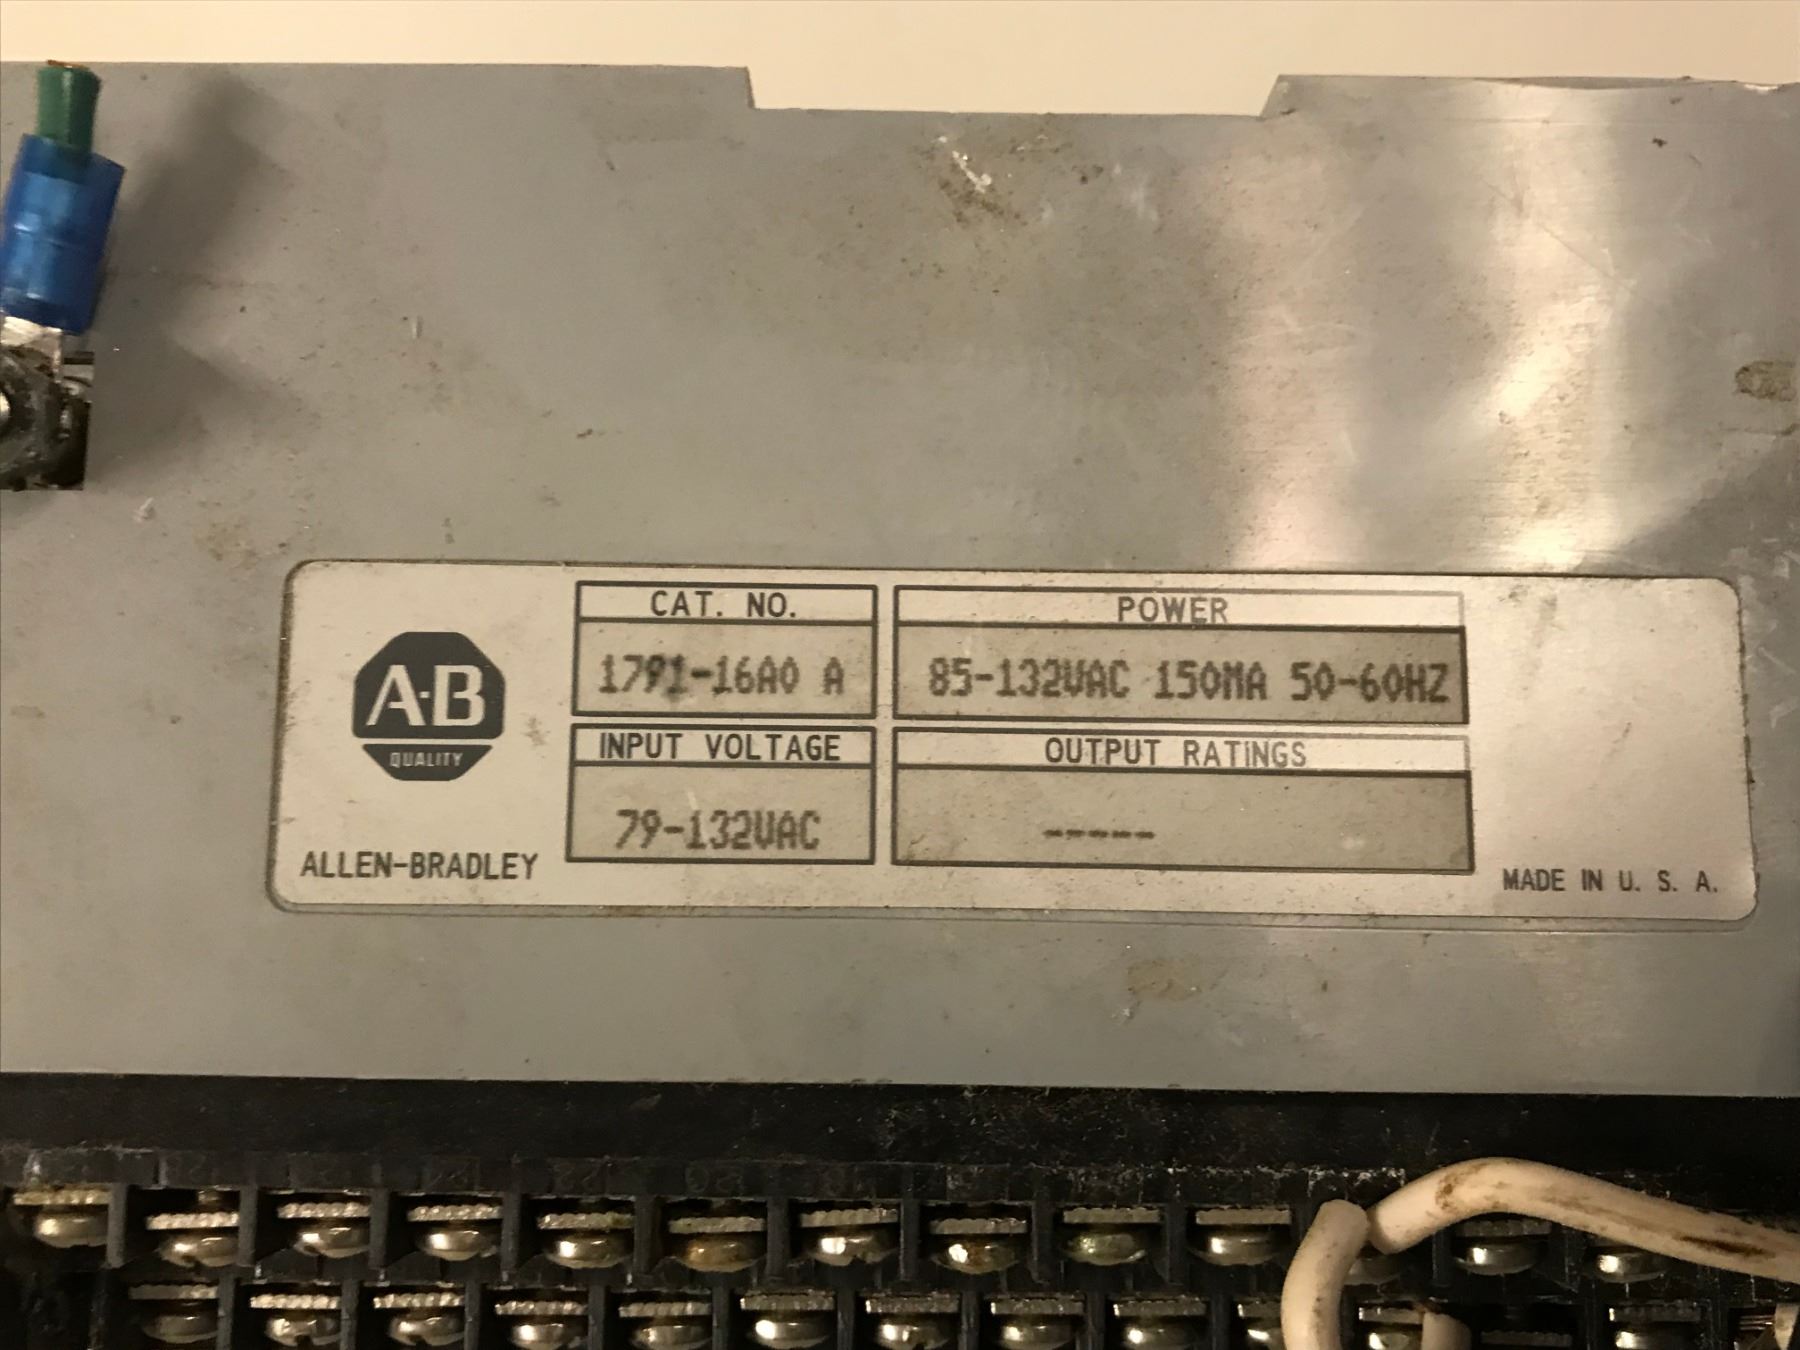 A-B
QUALITY
ALLEN-BRADLEY
CAT. NO.
1791-16A0 A
POWER
85-132VAC 150MA 50-60HZ
INPUT VOLTAGE
79-132VAC
OUTPUT RATINGS
-----
MADE IN U. S. A.